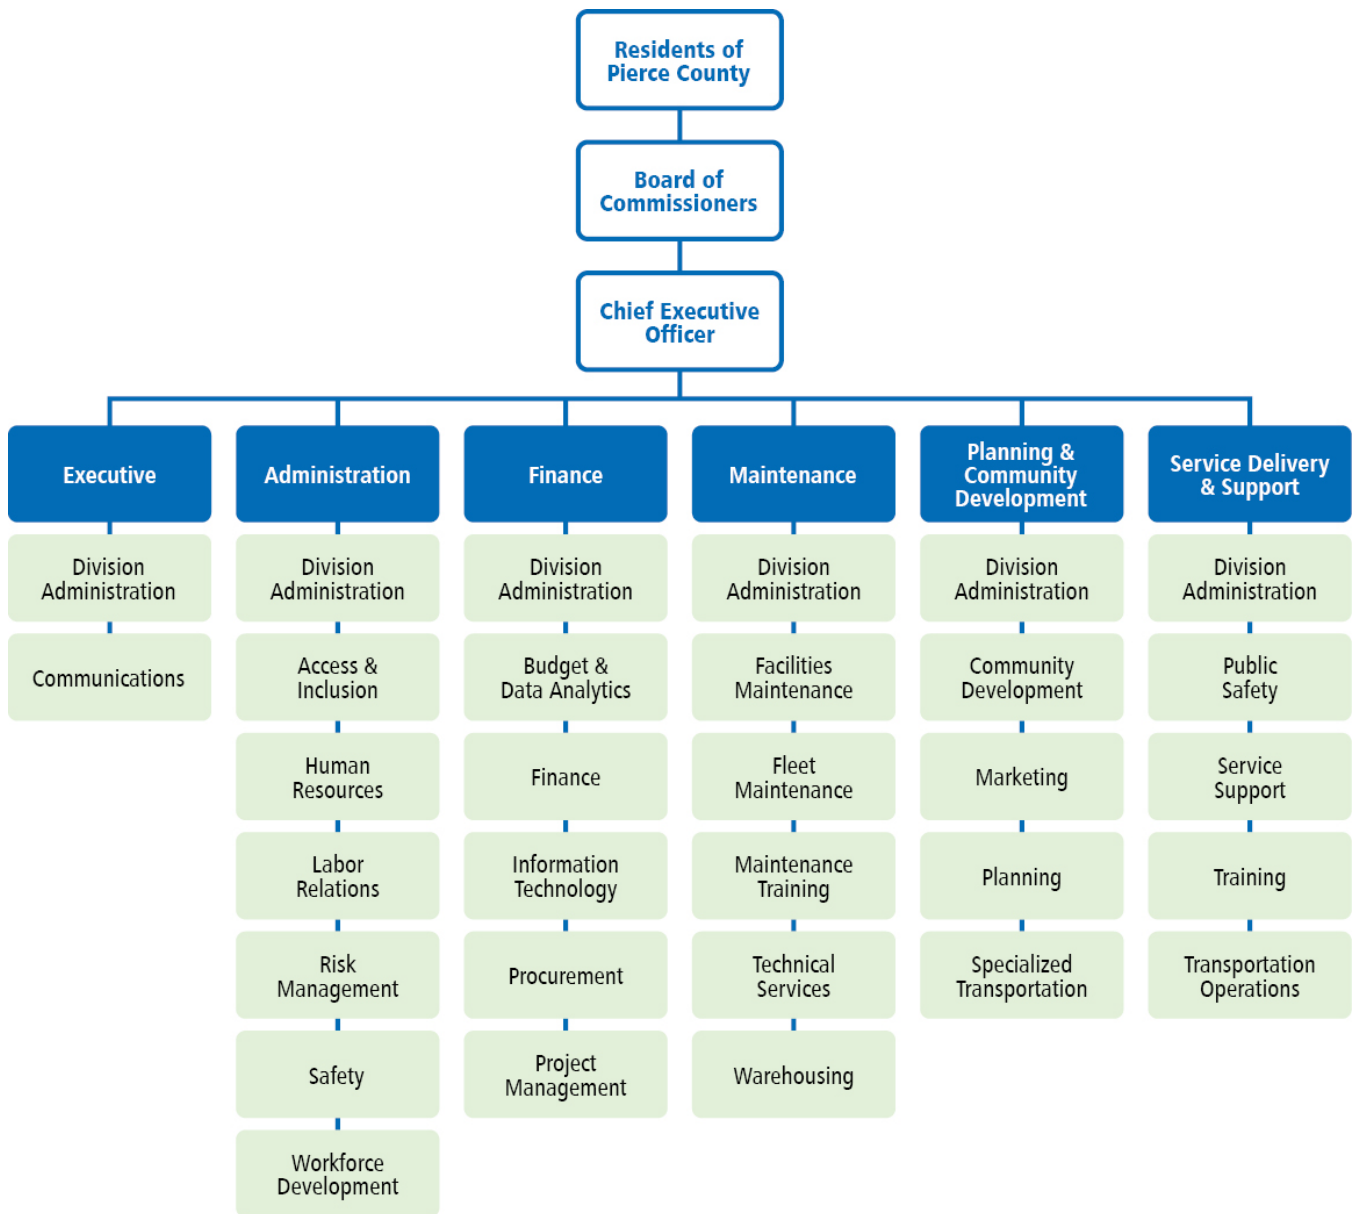 Residents of
Pierce County
Board of
Commissioners
Chief Executive
Officer
Executive
Division
Administration
Communications
Administration
Division
Administration
Access &
Inclusion
Human
Resources
Labor
Relations
Risk
Management
Safety
Workforce
Development
Finance
Division
Administration
Budget &
Data Analytics
Finance
Information
Technology
Procurement
Project
Management
Maintenance
Division
Administration
Facilities
Maintenance
Fleet
Maintenance
Maintenance
Training
Technical
Services
Warehousing
Planning &
Community
Development
Division
Administration
Community
Development
Marketing
Planning
Specialized
Transportation
Service Delivery
& Support
Division
Administration
Public
Safety
Service
Support
Training
Transportation
Operations